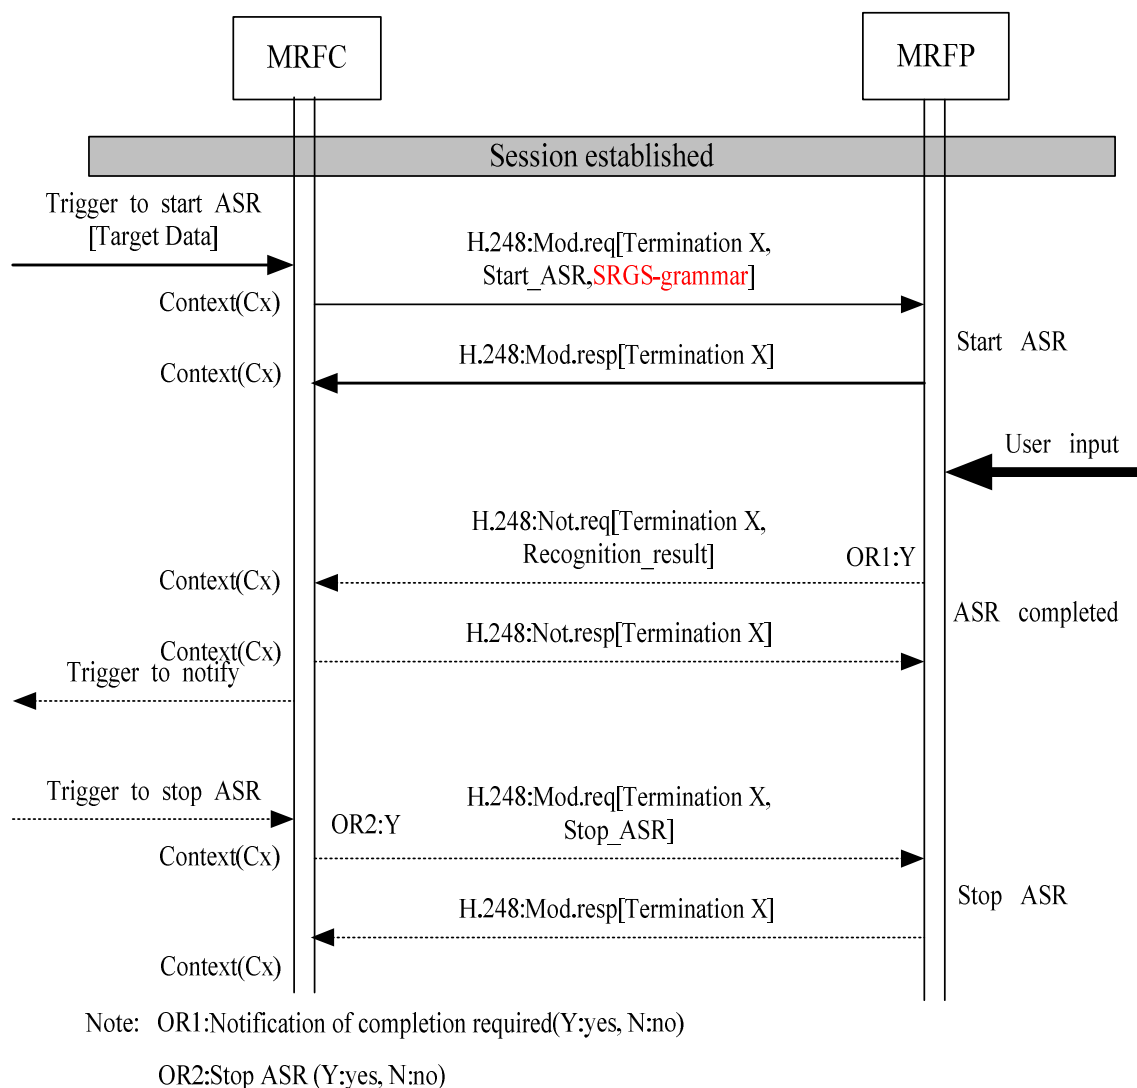 MRFC
MRFP
Session established
Trigger to start ASR
[Target Data]
H.248:Mod.req[Termination X,
Start_ASR,SRGS-grammar]
Context(Cx)
Start ASR
H.248:Mod.resp[Termination X]
Context(Cx)
User input
H.248:Not.req[Termination X,
Recognition_result]
OR1:Y
Context(Cx)
ASR completed
H.248:Not.resp[Termination X]
Context(Cx)
Trigger to notify
Trigger to stop ASR
H.248:Mod.req[Termination X,
Stop_ASR]
OR2:Y
Context(Cx)
Stop ASR
H.248:Mod.resp[Termination X]
Context(Cx)
Note: OR1:Notification of completion required(Y:yes, N:no)
OR2:Stop ASR (Y:yes, N:no)